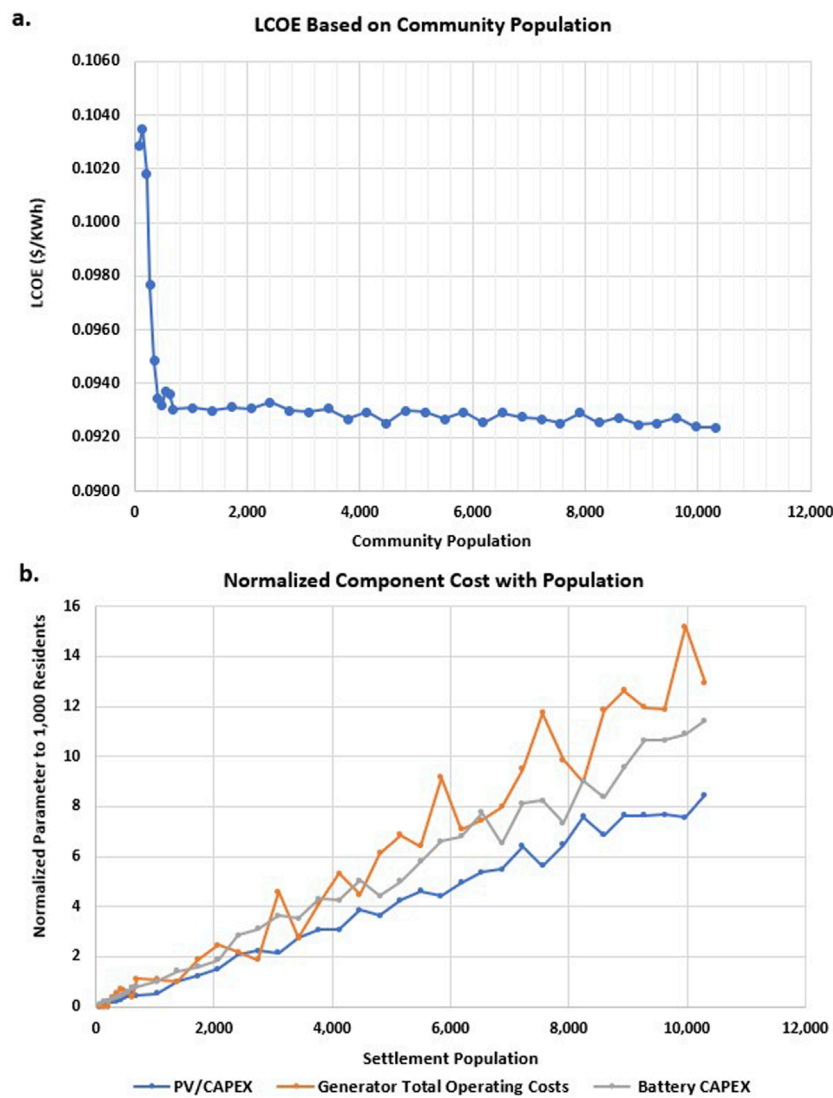 a.
LCOE Based on Community Population
0.1060
0.1040
0.1020
0.1000
0.0980
0.0960
0.0940
0.0920
0.0900
LCOE ($/KWh)
0 2,000 4,000 6,000 8,000 10,000 12,000
Community Population
b.
Normalized Component Cost with Population
16
14
12
10
8
6
4
2
0
Normalized Parameter to 1,000 Residents
0 2,000 4,000 6,000 8,000 10,000 12,000
Settlement Population
PV/CAPEX Generator Total Operating Costs Battery CAPEX